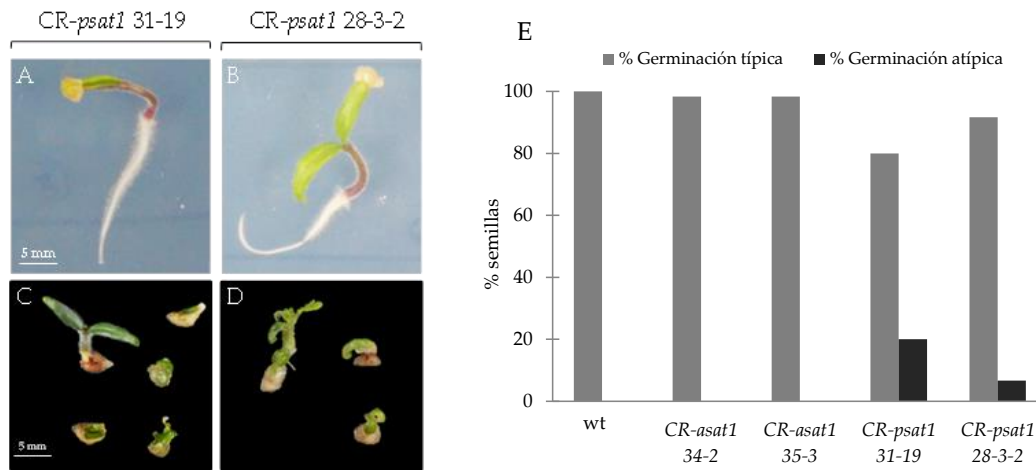 CR-psat1 31-19
CR-psat1 28-3-2
A
B
5 mm
C
D
5 mm
E
% Germinación típica
% Germinación atípica
% semillas
100
80
60
40
20
0
wt
CR-asat1
34-2
CR-asat1
35-3
CR-psat1
31-19
CR-psat1
28-3-2